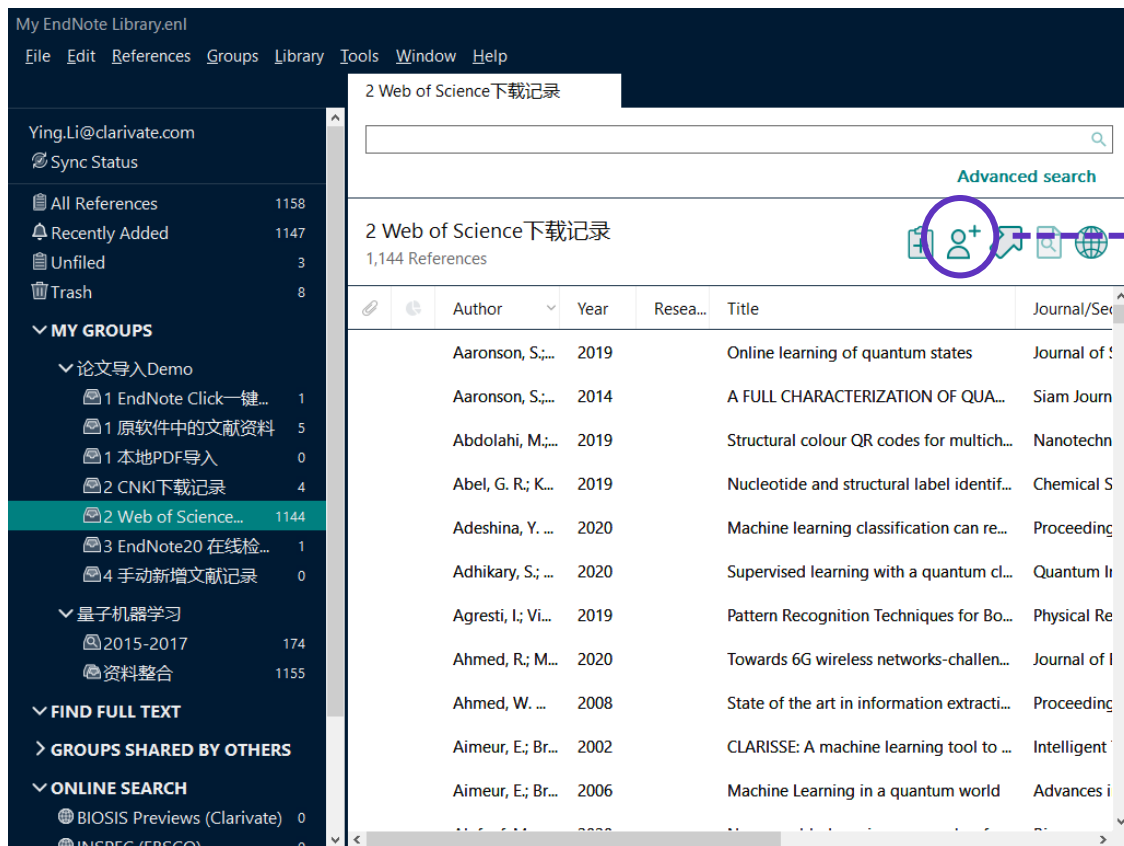 My EndNote Library.enl
File Edit References Groups Library Tools Window Help
2 Web of Science下载记录
Ying.Li@clarivate.com
Sync Status
Advanced search
All References 1158
Recently Added 1147
Unfiled 3
Trash 8
2 Web of Science下载记录
1,144 References
MY GROUPS
论文导入Demo
1 EndNote Click一键... 1
1 原软件中的文献资料 5
1 本地PDF导入 0
2 CNKI下载记录 4
2 Web of Science... 1144
3 EndNote20 在线检... 1
4 手动新增文献记录 0
量子机器学习
2015-2017 174
资料整合 1155
FIND FULL TEXT
GROUPS SHARED BY OTHERS
ONLINE SEARCH
BIOSIS Previews (Clarivate) 0
INSPEC (EBSCO) 0
Author Year Resea... Title Journal/Sec
Aaronson, S.;... 2019 Online learning of quantum states Journal of
Aaronson, S.;... 2014 A FULL CHARACTERIZATION OF QUA... Siam Journ
Abdolahi, M.;... 2019 Structural colour QR codes for multich... Nanotechn
Abel, G. R.; K... 2019 Nucleotide and structural label identif... Chemical S
Adeshina, Y. ... 2020 Machine learning classification can re... Proceeding
Adhikary, S.; ... 2020 Supervised learning with a quantum cl... Quantum
Agresti, I.; Vi... 2019 Pattern Recognition Techniques for Bo... Physical Re
Ahmed, R.; M... 2020 Towards 6G wireless networks-challen... Journal of
Ahmed, W. ... 2008 State of the art in information extracti... Proceeding
Aimeur, E.; Br... 2002 CLARISSE: A machine learning tool to ... Intelligent
Aimeur, E.; Br... 2006 Machine Learning in a quantum world Advances i